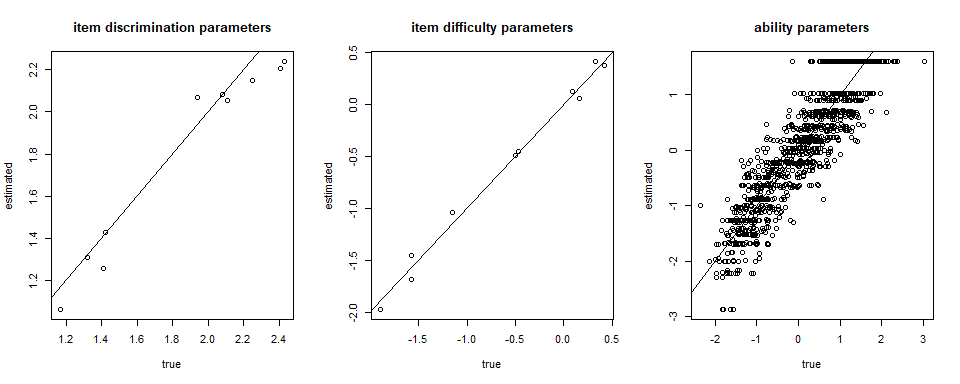 item discrimination parameters
estimated
2.2
2.0
1.8
1.6
1.4
1.2
1.2 1.4 1.6 1.8 2.0 2.2 2.4
true
item difficulty parameters
estimated
0.5
0.0
-0.5
-1.0
-1.5
-2.0
-1.5 -1.0 -0.5 0.0 0.5
true
ability parameters
estimated
1
0
-1
-2
-3
-2 -1 0 1 2 3
true